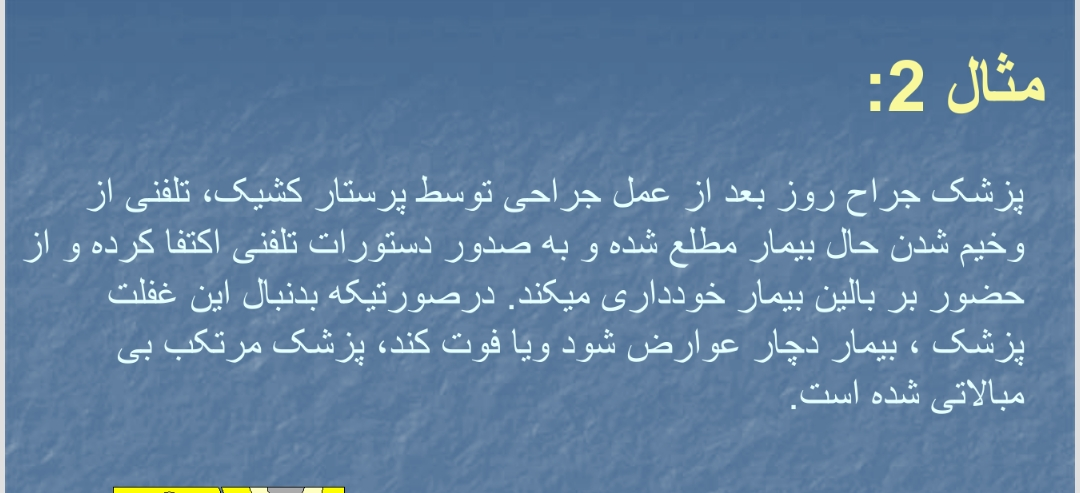 مثال 2:
پزشک جراح روز بعد از عمل جراحی توسط پرستار کشیک، تلفنی از
وخیم شدن حال بیمار مطلع شده و به صدور دستورات تلفنی اکتفا کرده و از
حضور بر بالین بیمار خودداری میکند. درصورتیکه بدنبال این غفلت
پزشک ، بیمار دچار عوارض شود ویا فوت کند، پزشک مرتکب بی
مبالاتی شده است.